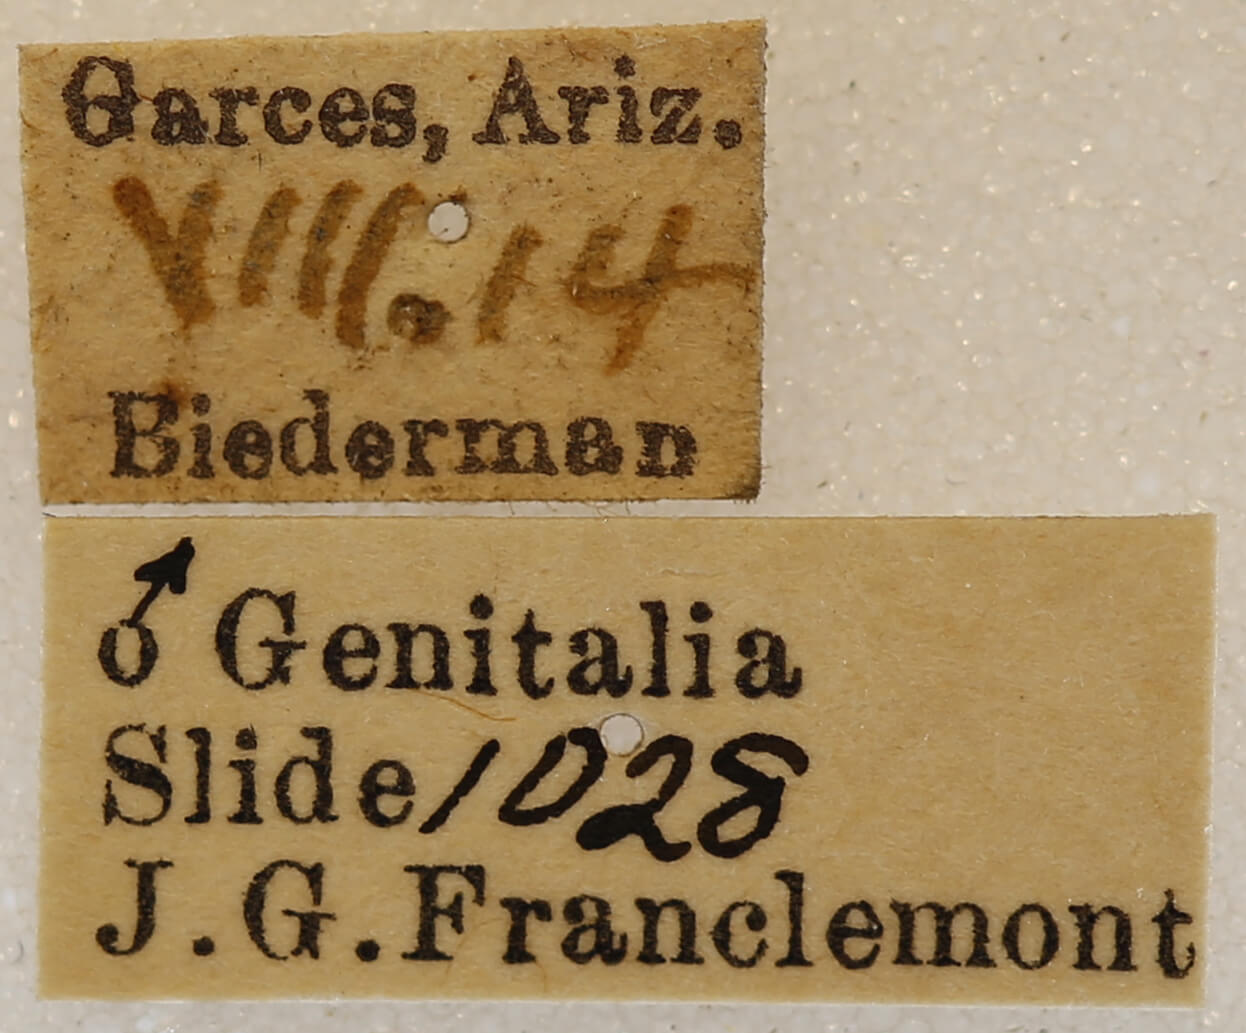 Garces, Ariz.
VIII.14
Biederman
♂ Genitalia
Slide 1028
J.G.Franclemont